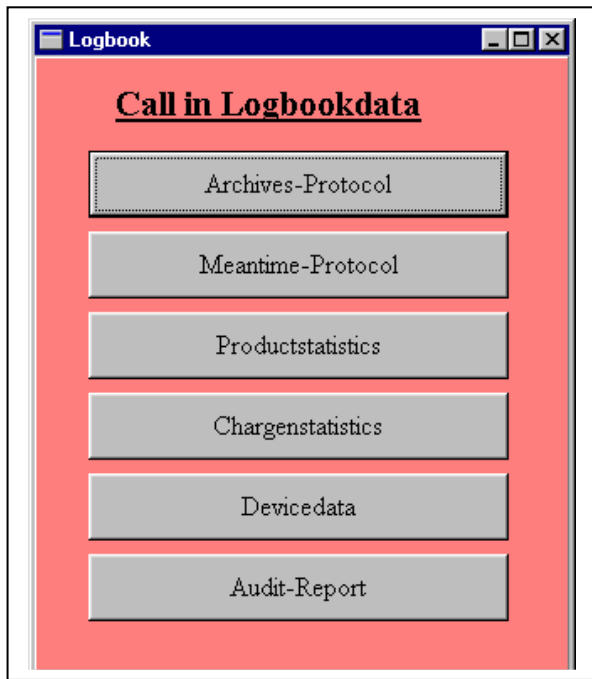 Logbook
Call in Logbookdata
Archives-Protocol
Meantime-Protocol
Productstatistics
Chargenstatistics
Devicedata
Audit-Report